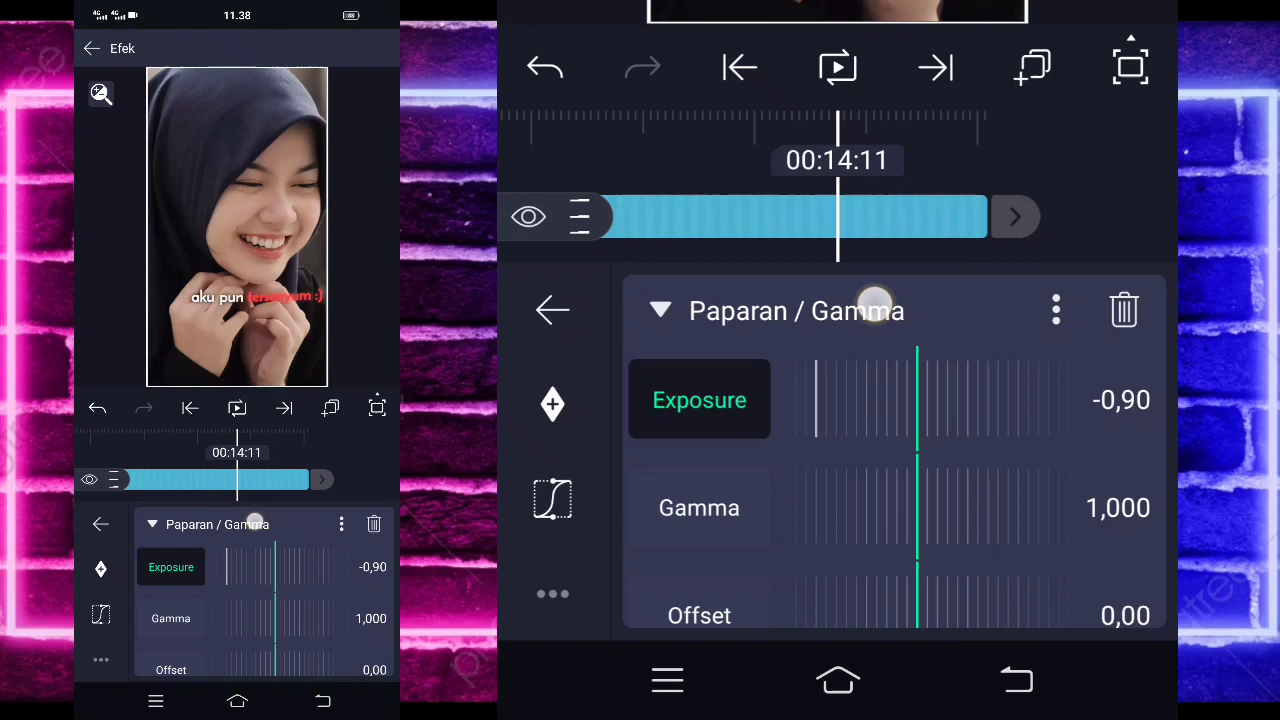 11.38
Efek
aku pun tersenyum :)
00:14:11
Paparan / Gamma
Exposure -0,90
Gamma 1,000
Offset 0,00
00:14:11
Paparan / Gamma
Exposure -0,90
Gamma 1,000
Offset 0,00